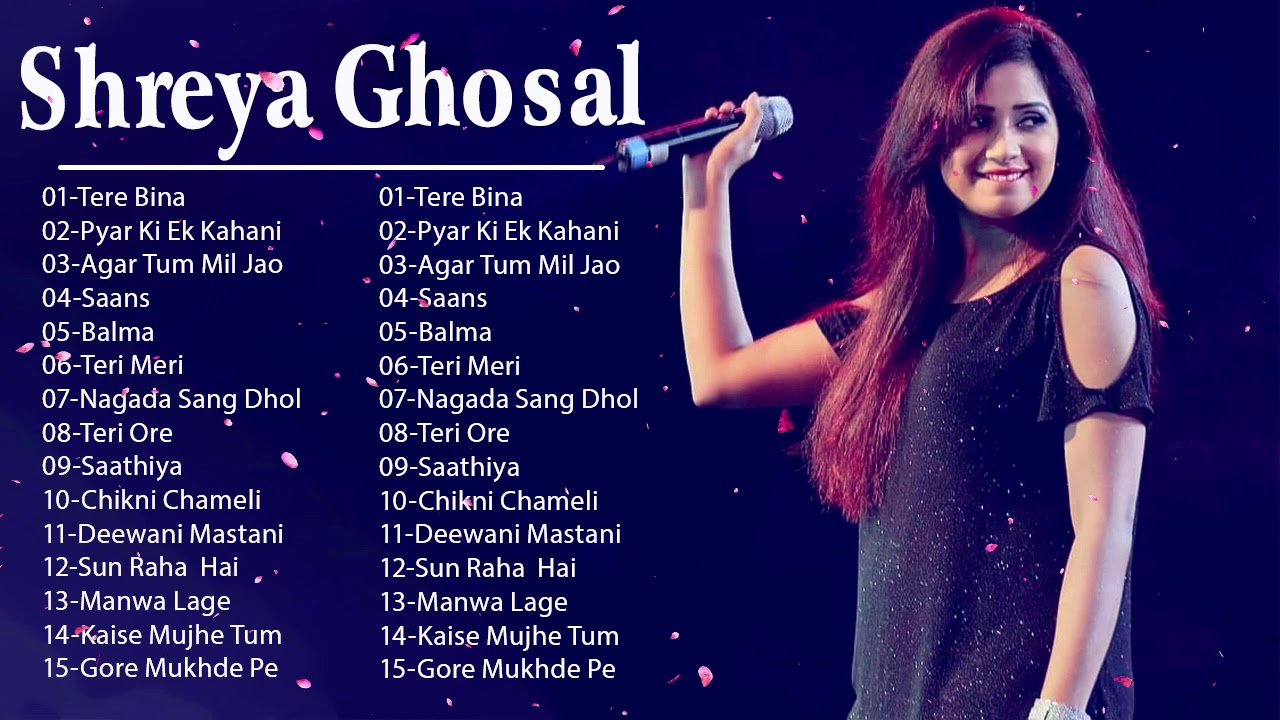 Shreya Ghosal
01-Tere Bina
02-Pyar Ki Ek Kahani
03-Agar Tum Mil Jao
04-Saans
05-Balma
06-Teri Meri
07-Nagada Sang Dhol
08-Teri Ore
09-Saathiya
10-Chikni Chameli
11-Deewani Mastani
12-Sun Raha  Hai
13-Manwa Lage
14-Kaise Mujhe Tum
15-Gore Mukhde Pe
01-Tere Bina
02-Pyar Ki Ek Kahani
03-Agar Tum Mil Jao
04-Saans
05-Balma
06-Teri Meri
07-Nagada Sang Dhol
08-Teri Ore
09-Saathiya
10-Chikni Chameli
11-Deewani Mastani
12-Sun Raha  Hai
13-Manwa Lage
14-Kaise Mujhe Tum
15-Gore Mukhde Pe